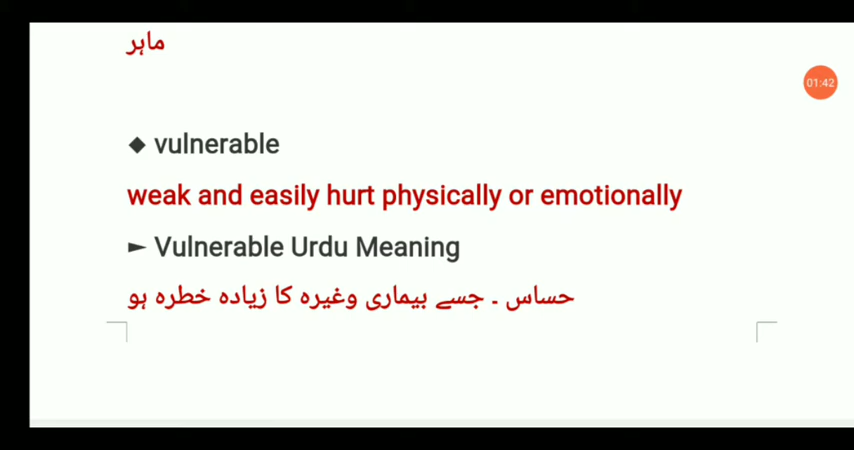 ماہر
01:42
◆ vulnerable
weak and easily hurt physically or emotionally
► Vulnerable Urdu Meaning
حساس ۔ جسے بیماری وغیرہ کا زیادہ خطرہ ہو